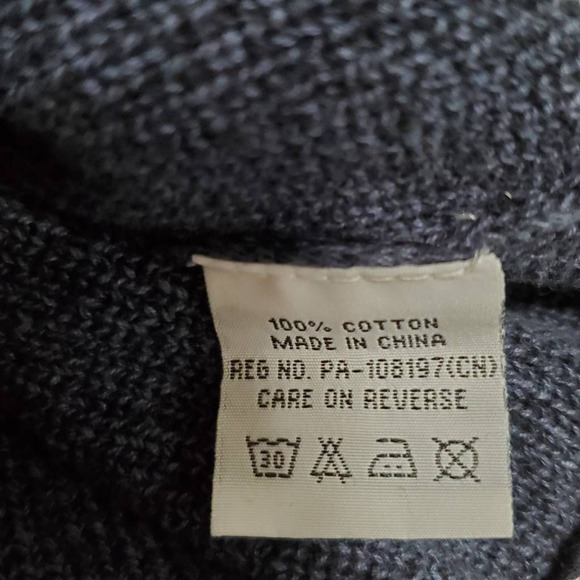 100% COTTON
MADE IN CHINA
REG NO. PA-108197(CN)
CARE ON REVERSE
30